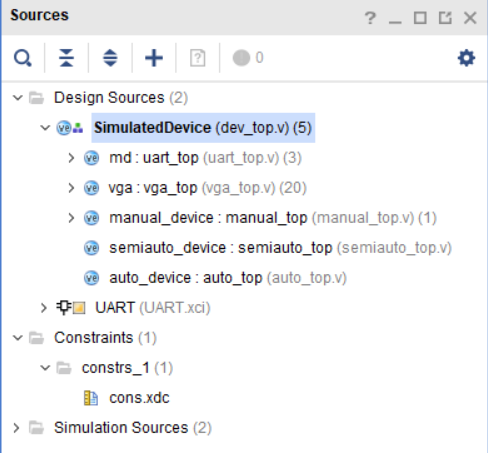 Sources
? _
0
Design Sources (2)
SimulatedDevice (dev_top.v) (5)
md : uart_top (uart_top.v) (3)
vga : vga_top (vga_top.v) (20)
manual_device : manual_top (manual_top.v) (1)
semiauto_device : semiauto_top (semiauto_top.v)
auto_device : auto_top (auto_top.v)
UART (UART.xci)
Constraints (1)
constrs_1 (1)
cons.xdc
Simulation Sources (2)